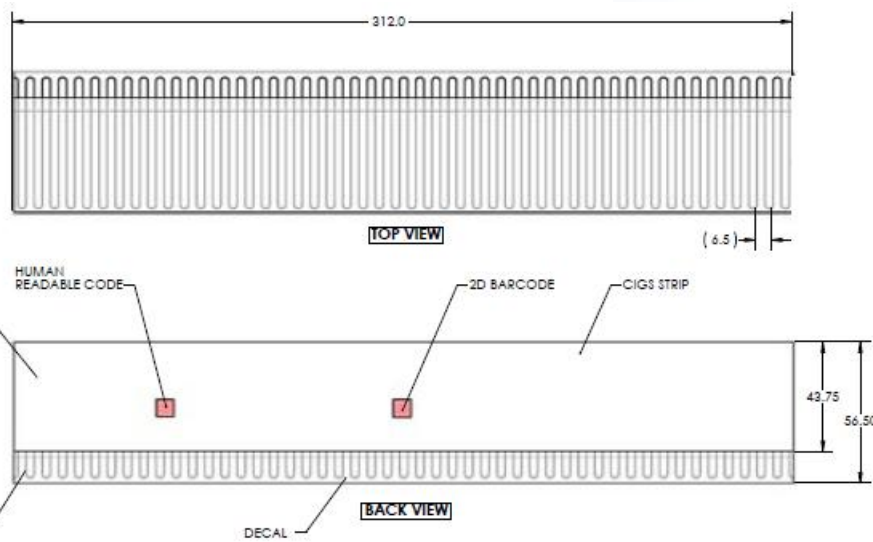 312.0
TOP VIEW
( 6.5 )
HUMAN
READABLE CODE
2D BARCODE
CIGS STRIP
43.75
56.50
BACK VIEW
DECAL